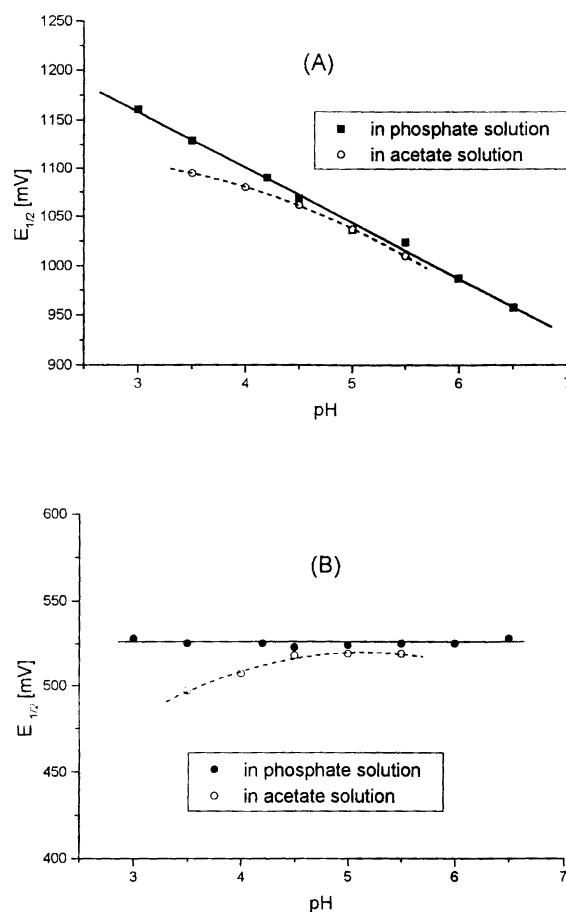 1250
(A)
1200
in phosphate solution
in acetate solution
1150
1100
1050
1000
950
900
E1/2 [mV]
3 4 5 6 7
pH
600
(B)
550
500
450
400
E 1/2 [mV]
in phosphate solution
in acetate solution
3 4 5 6 7
pH